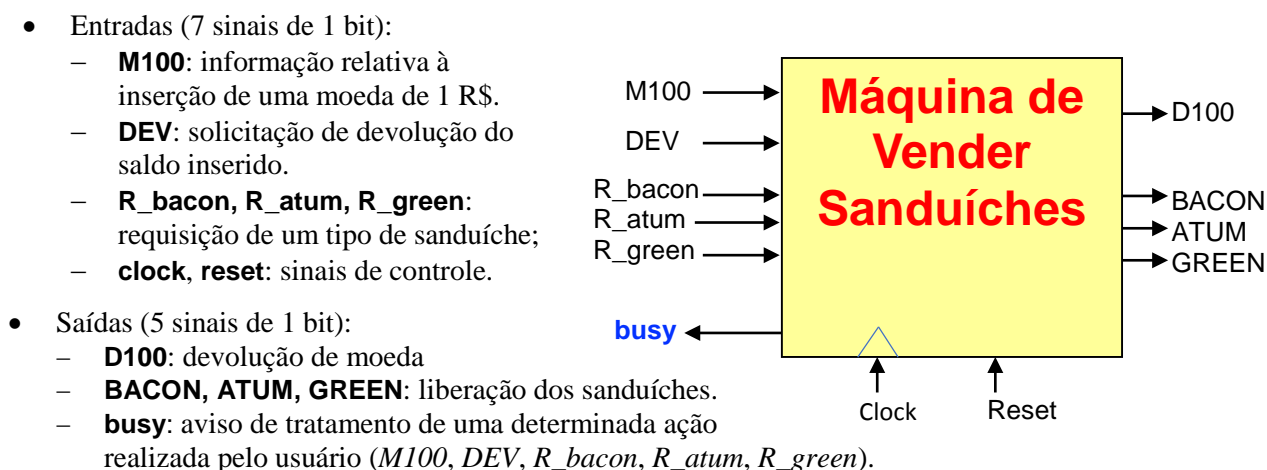 • Entradas (7 sinais de 1 bit):
– M100: informação relativa à
inserção de uma moeda de 1 R$.
– DEV: solicitação de devolução do
saldo inserido.
– R_bacon, R_atum, R_green:
requisição de um tipo de sanduíche;
– clock, reset: sinais de controle.
• Saídas (5 sinais de 1 bit):
– D100: devolução de moeda
– BACON, ATUM, GREEN: liberação dos sanduíches.
– busy: aviso de tratamento de uma determinada ação
realizada pelo usuário (M100, DEV, R_bacon, R_atum, R_green).
M100
DEV
R_bacon
R_atum
R_green
busy
Máquina de
Vender
Sanduíches
D100
BACON
ATUM
GREEN
Clock
Reset